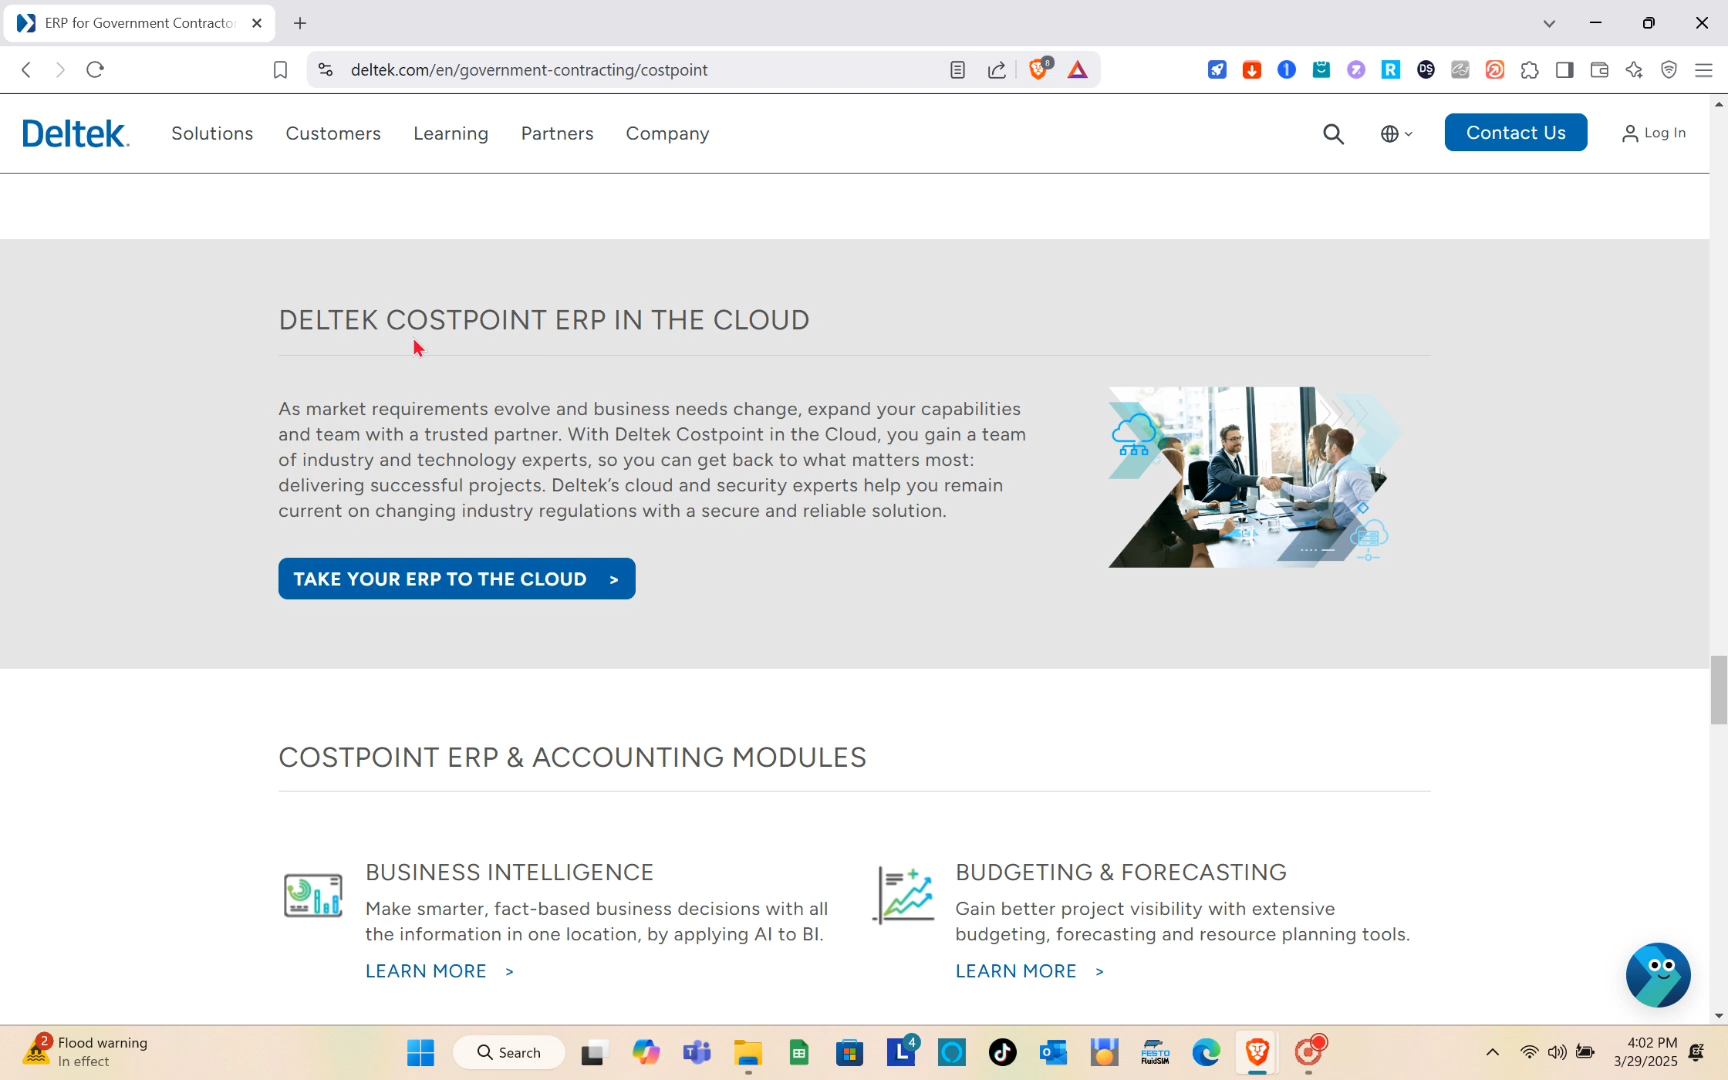 ERP for Government Contracto
deltek.com/en/government-contracting/costpoint
8
1
R
DS
Deltek.
Solutions
Customers
Learning
Partners
Company
Contact Us
Log In
DELTEK COSTPOINT ERP IN THE CLOUD
As market requirements evolve and business needs change, expand your capabilities
and team with a trusted partner. With Deltek Costpoint in the Cloud, you gain a team
of industry and technology experts, so you can get back to what matters most:
delivering successful projects. Deltek’s cloud and security experts help you remain
current on changing industry regulations with a secure and reliable solution.
TAKE YOUR ERP TO THE CLOUD >
COSTPOINT ERP & ACCOUNTING MODULES
BUSINESS INTELLIGENCE
Make smarter, fact-based business decisions with all
the information in one location, by applying AI to BI.
LEARN MORE >
BUDGETING & FORECASTING
Gain better project visibility with extensive
budgeting, forecasting and resource planning tools.
LEARN MORE >
2
Flood warning
In effect
Search
L
4
FESTO
FluidSIM
4:02 PM
3/29/2025